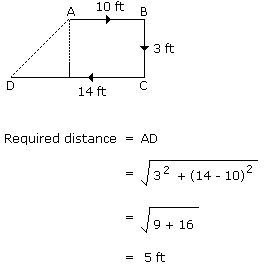 10 ft
A B
3 ft
D C
14 ft
Required distance = AD
= √3² + (14 - 10)²
= √9 + 16
= 5 ft